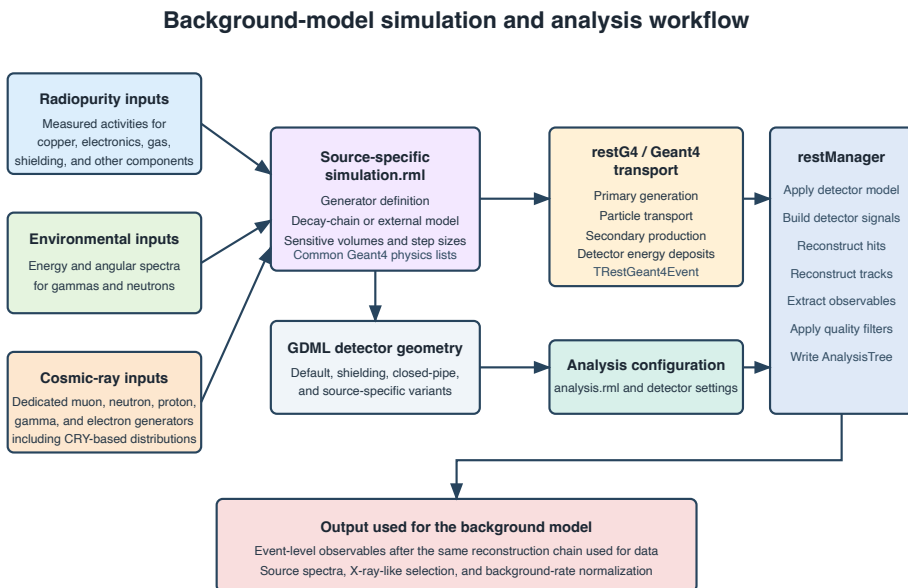 Background-model simulation and analysis workflow
Radiopurity inputs
Measured activities for
copper, electronics, gas,
shielding, and other components
Environmental inputs
Energy and angular spectra
for gammas and neutrons
Cosmic-ray inputs
Dedicated muon, neutron, proton,
gamma, and electron generators
including CRY-based distributions
Source-specific
simulation.rml
Generator definition
Decay-chain or external model
Sensitive volumes and step sizes
Common Geant4 physics lists
GDML detector geometry
Default, shielding, closed-pipe,
and source-specific variants
restG4 / Geant4
transport
Primary generation
Particle transport
Secondary production
Detector energy deposits
TRestGeant4Event
Analysis configuration
analysis.rml and detector settings
restManager
Apply detector model
Build detector signals
Reconstruct hits
Reconstruct tracks
Extract observables
Apply quality filters
Write AnalysisTree
Output used for the background model
Event-level observables after the same reconstruction chain used for data
Source spectra, X-ray-like selection, and background-rate normalization